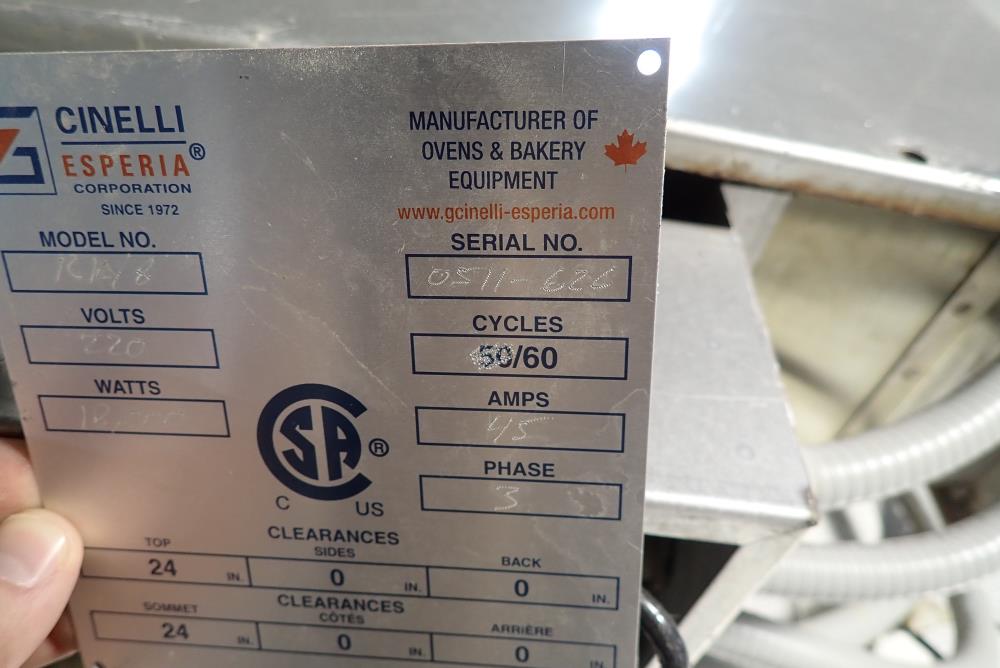 CINELLI
ESPERIA®
CORPORATION
SINCE 1972
MANUFACTURER OF
OVENS & BAKERY
EQUIPMENT
www.gcinelli-esperia.com
MODEL NO.
SERIAL NO.
0511-626
VOLTS
220
CYCLES
50/60
WATTS
AMPS
45
PHASE
3
CSA®
C US
CLEARANCES
TOP SIDES BACK
24 IN. 0 IN. 0 IN.
CLEARANCES
SOMMET CÔTÉS ARRIÈRE
24 IN. 0 IN. 0 IN.